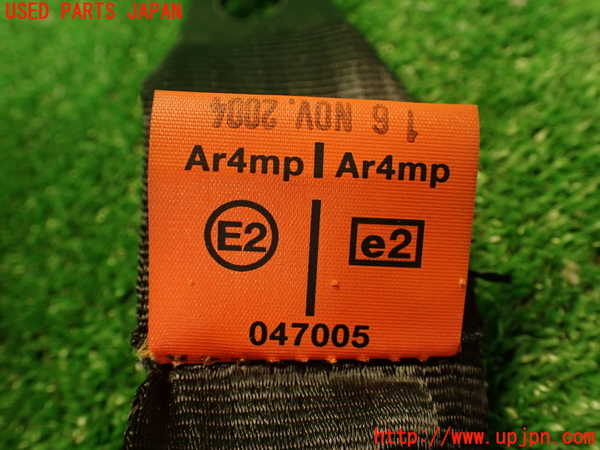 USED PARTS JAPAN
16 NOV. 2004
Ar4mp Ar4mp
E2 e2
047005
http://www.upjpn.com